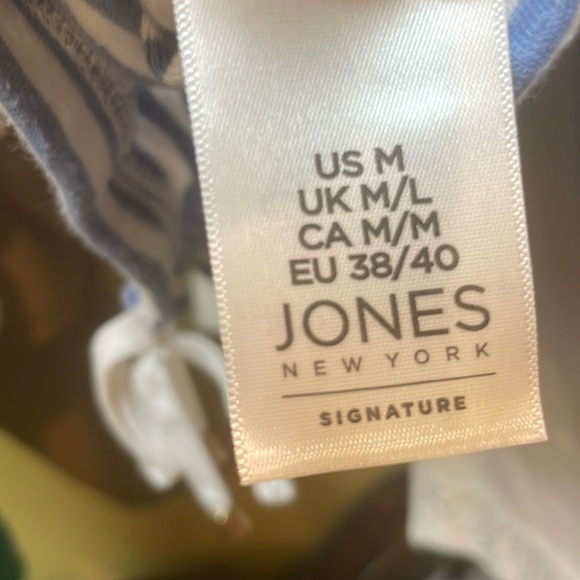 US M
UK M/L
CA M/M
EU 38/40
JONES
NEW YORK
SIGNATURE